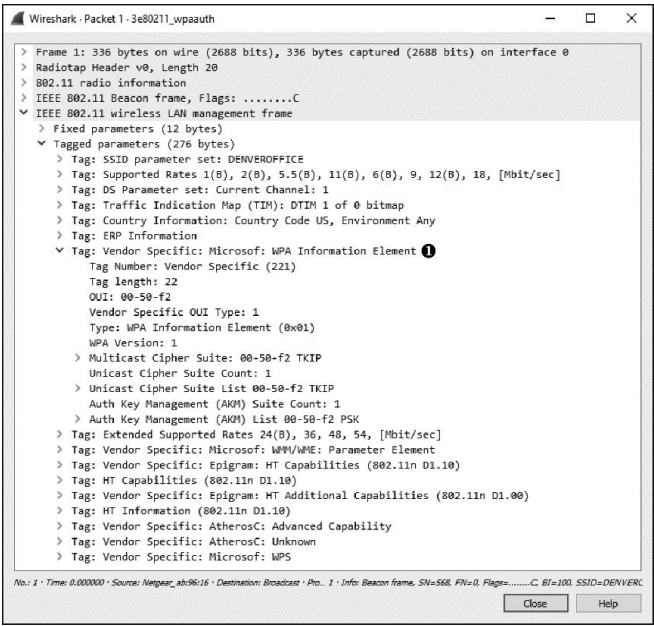 Wireshark · Packet 1 · 3e80211_wpaauth
> Frame 1: 336 bytes on wire (2688 bits), 336 bytes captured (2688 bits) on interface 0
> Radiotap Header v0, Length 20
> 802.11 radio information
> IEEE 802.11 Beacon frame, Flags: ........C
IEEE 802.11 wireless LAN management frame
> Fixed parameters (12 bytes)
Tagged parameters (276 bytes)
> Tag: SSID parameter set: DENVEROFFICE
> Tag: Supported Rates 1(B), 2(B), 5.5(B), 11(B), 6(B), 9, 12(B), 18, [Mbit/sec]
> Tag: DS Parameter set: Current Channel: 1
> Tag: Traffic Indication Map (TIM): DTIM 1 of 0 bitmap
> Tag: Country Information: Country Code US, Environment Any
> Tag: ERP Information
Tag: Vendor Specific: Microsof: WPA Information Element ❶
Tag Number: Vendor Specific (221)
Tag length: 22
OUI: 00-50-f2
Vendor Specific OUI Type: 1
Type: WPA Information Element (0x01)
WPA Version: 1
> Multicast Cipher Suite: 00-50-f2 TKIP
Unicast Cipher Suite Count: 1
> Unicast Cipher Suite List 00-50-f2 TKIP
Auth Key Management (AKM) Suite Count: 1
> Auth Key Management (AKM) List 00-50-f2 PSK
> Tag: Extended Supported Rates 24(B), 36, 48, 54, [Mbit/sec]
> Tag: Vendor Specific: Microsof: WMM/WME: Parameter Element
> Tag: Vendor Specific: Epigram: HT Capabilities (802.11n D1.10)
> Tag: HT Capabilities (802.11n D1.10)
> Tag: Vendor Specific: Epigram: HT Additional Capabilities (802.11n D1.00)
> Tag: HT Information (802.11n D1.10)
> Tag: Vendor Specific: AtherosC: Advanced Capability
> Tag: Vendor Specific: AtherosC: Unknown
> Tag: Vendor Specific: Microsof: WPS
No.: 1 · Time: 0.000000 · Source: Netgear_ab:96:16 · Destination: Broadcast · Pro... 1 · Info: Beacon frame, SN=568, FN=0, Flags=........C, BI=100, SSID=DENVERC
Close Help